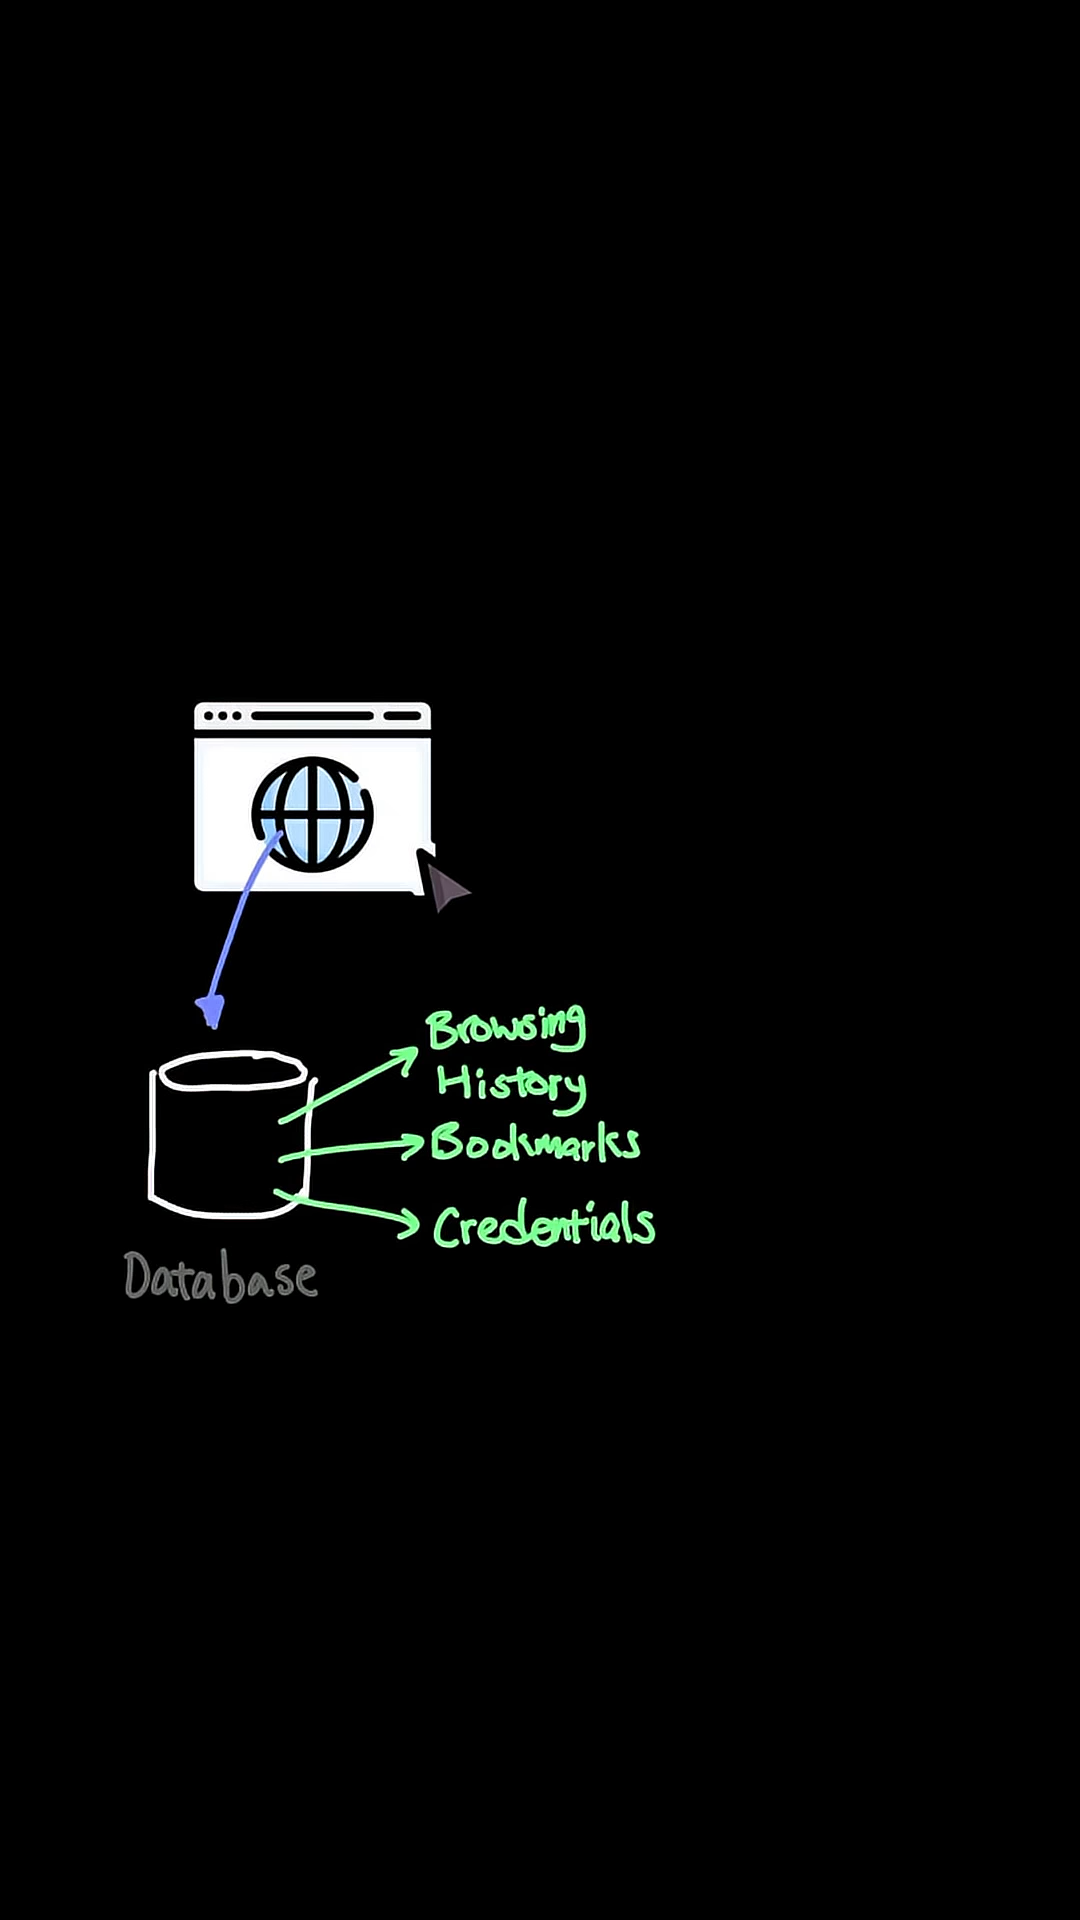 Browsing
History
Bookmarks
Credentials
Database